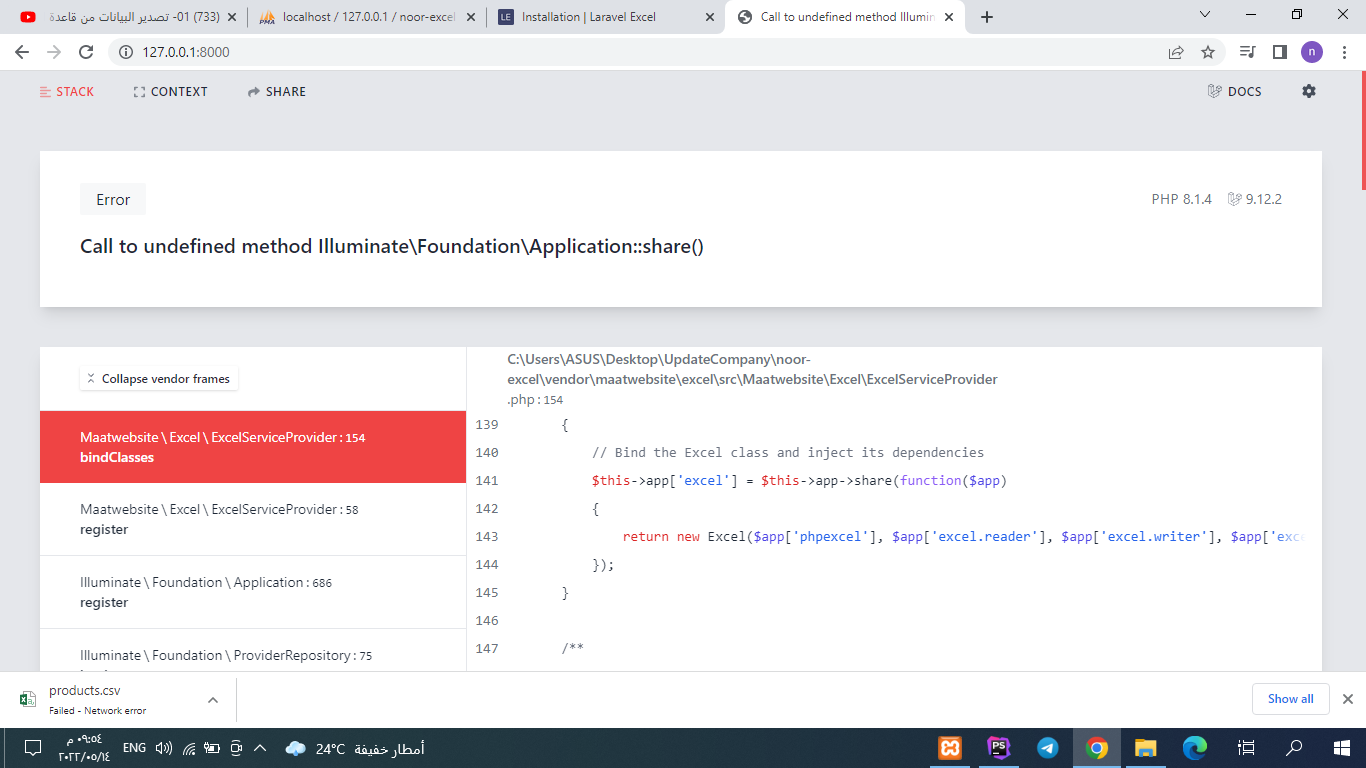 (733) 01- تصدير البيانات من قاعدة
localhost / 127.0.0.1 / noor-excel
Installation | Laravel Excel
Call to undefined method Illumin
127.0.0.1:8000
n
STACK
CONTEXT
SHARE
DOCS
Error
PHP 8.1.4
9.12.2
Call to undefined method Illuminate\Foundation\Application::share()
Collapse vendor frames
Maatwebsite \ Excel \ ExcelServiceProvider : 154
bindClasses
Maatwebsite \ Excel \ ExcelServiceProvider : 58
register
Illuminate \ Foundation \ Application : 686
register
Illuminate \ Foundation \ ProviderRepository : 75
C:\Users\ASUS\Desktop\UpdateCompany\noor-
excel\vendor\maatwebsite\excel\src\Maatwebsite\Excel\ExcelServiceProvider
.php : 154
139 {
140 // Bind the Excel class and inject its dependencies
141 $this->app['excel'] = $this->app->share(function($app)
142 {
143 return new Excel($app['phpexcel'], $app['excel.reader'], $app['excel.writer'], $app['exce
144 });
145 }
146
147 /**
products.csv
Failed - Network error
Show all
٠٩:٥٤ م
٢٠٢٢/٠٥/١٤
ENG
24°C أمطار خفيفة